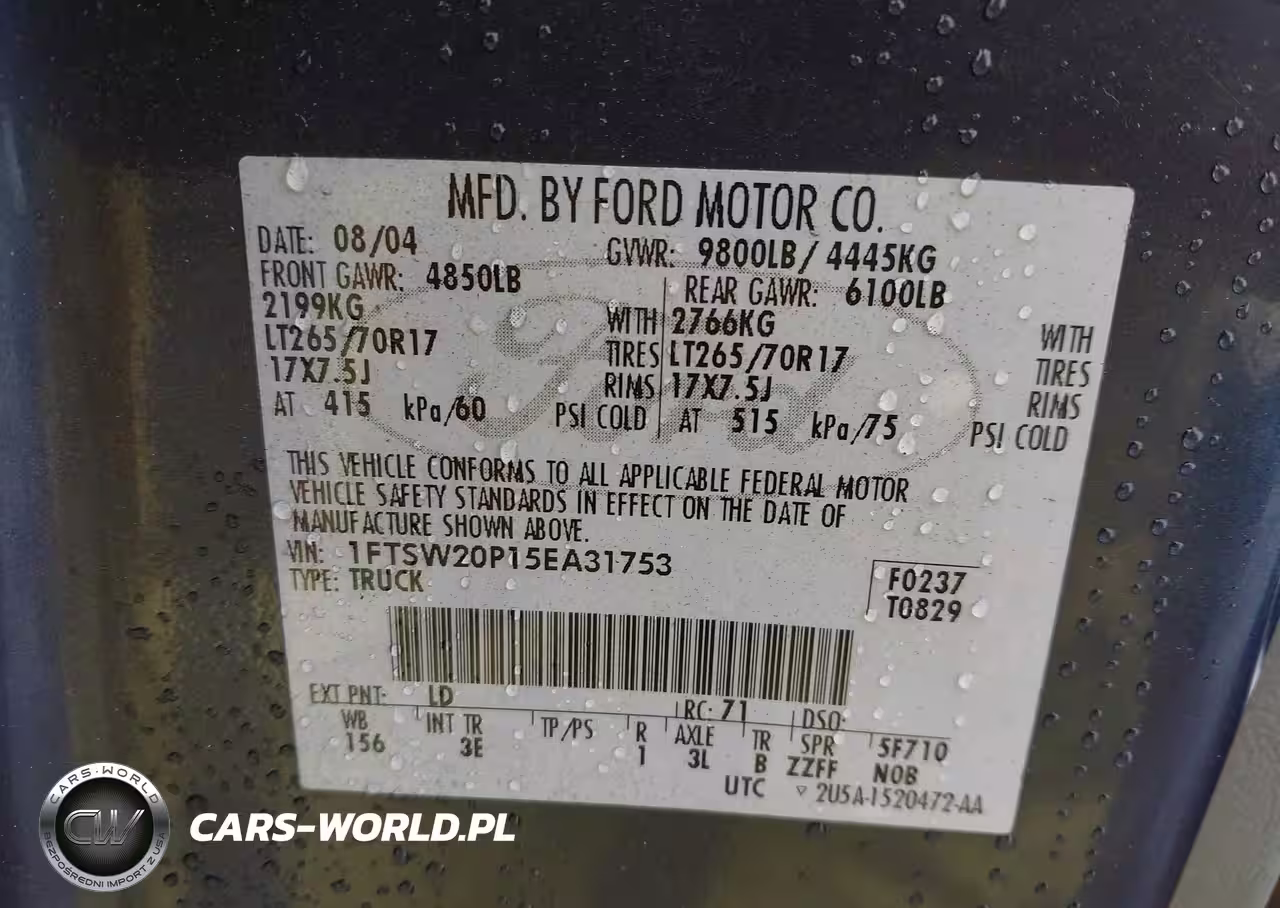 MFD. BY FORD MOTOR CO.
DATE: 08/04 GVWR: 9800LB / 4445KG
FRONT GAWR: 4850LB REAR GAWR: 6100LB
2199KG WITH 2766KG WITH
LT265/70R17 TIRES LT265/70R17 TIRES
17X7.5J RIMS 17X7.5J RIMS
AT 415 kPa/60 PSI COLD AT 515 kPa/75 PSI COLD
THIS VEHICLE CONFORMS TO ALL APPLICABLE FEDERAL MOTOR
VEHICLE SAFETY STANDARDS IN EFFECT ON THE DATE OF
MANUFACTURE SHOWN ABOVE.
VIN: 1FTSW20P15EA31753
TYPE: TRUCK
F0237
T0829
EXT PNT: LD RC: 71 DSO:
WB INT TR TP/PS R AXLE TR SPR 5F710
156 3E 1 3L B ZZFF NOB
UTC ▽ 2U5A-1520472-AA
Ford
CARS-WORLD
CW
BEZPOŚREDNI IMPORT Z USA
CARS-WORLD.PL